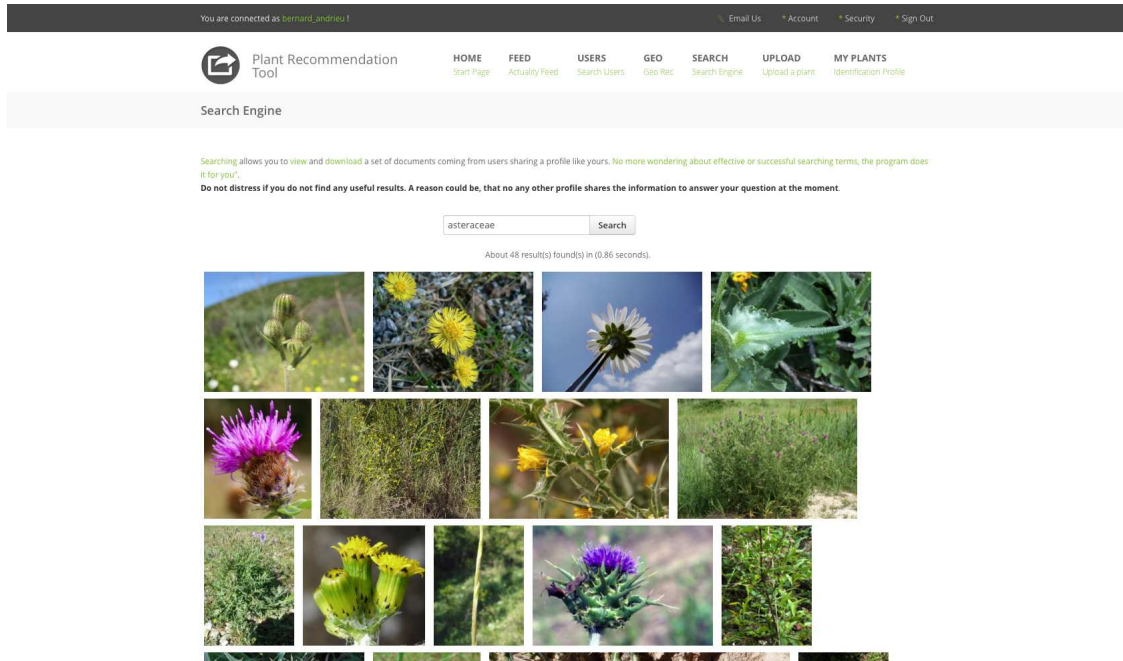 You are connected as bernard_andrieu !
Email Us * Account * Security * Sign Out
Plant Recommendation
Tool
HOME FEED USERS GEO SEARCH UPLOAD MY PLANTS
Start Page Actuality Feed Search Users Geo Rec Search Engine Upload a plant Identification Profile
Search Engine
Searching allows you to view and download a set of documents coming from users sharing a profile like yours. No more wondering about effective or successful searching terms, the program does
it for you".
Do not distress if you do not find any useful results. A reason could be, that no any other profile shares the information to answer your question at the moment.
asteraceae Search
About 48 result(s) found(s) in (0.86 seconds).